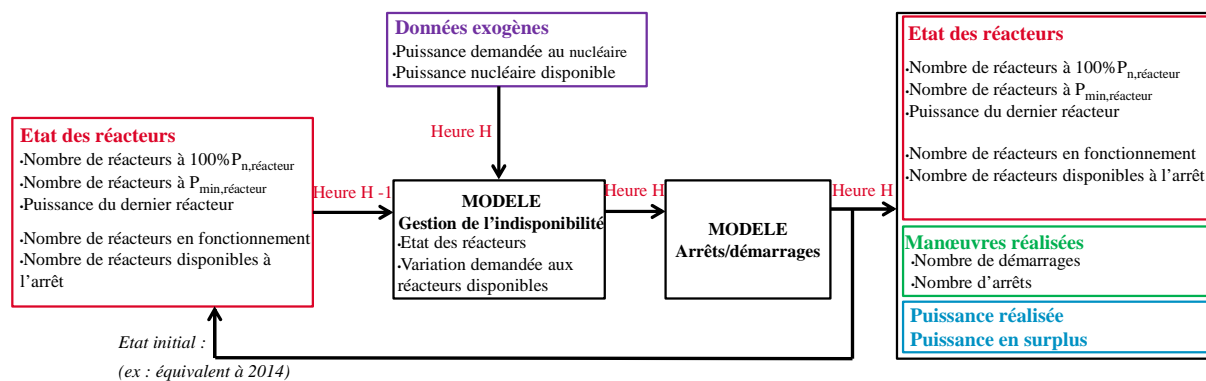 Données exogènes
•Puissance demandée au nucléaire
•Puissance nucléaire disponible
Heure H
Etat des réacteurs
•Nombre de réacteurs à 100%Pn,réacteur
•Nombre de réacteurs à Pmin,réacteur
•Puissance du dernier réacteur
•Nombre de réacteurs en fonctionnement
•Nombre de réacteurs disponibles à
l’arrêt
Heure H -1
MODELE
Gestion de l’indisponibilité
•Etat des réacteurs
•Variation demandée aux
réacteurs disponibles
Heure H
MODELE
Arrêts/démarrages
Heure H
Etat des réacteurs
•Nombre de réacteurs à 100%Pn,réacteur
•Nombre de réacteurs à Pmin,réacteur
•Puissance du dernier réacteur
•Nombre de réacteurs en fonctionnement
•Nombre de réacteurs disponibles à l’arrêt
Manœuvres réalisées
•Nombre de démarrages
•Nombre d’arrêts
Puissance réalisée
Puissance en surplus
Etat initial :
(ex : équivalent à 2014)